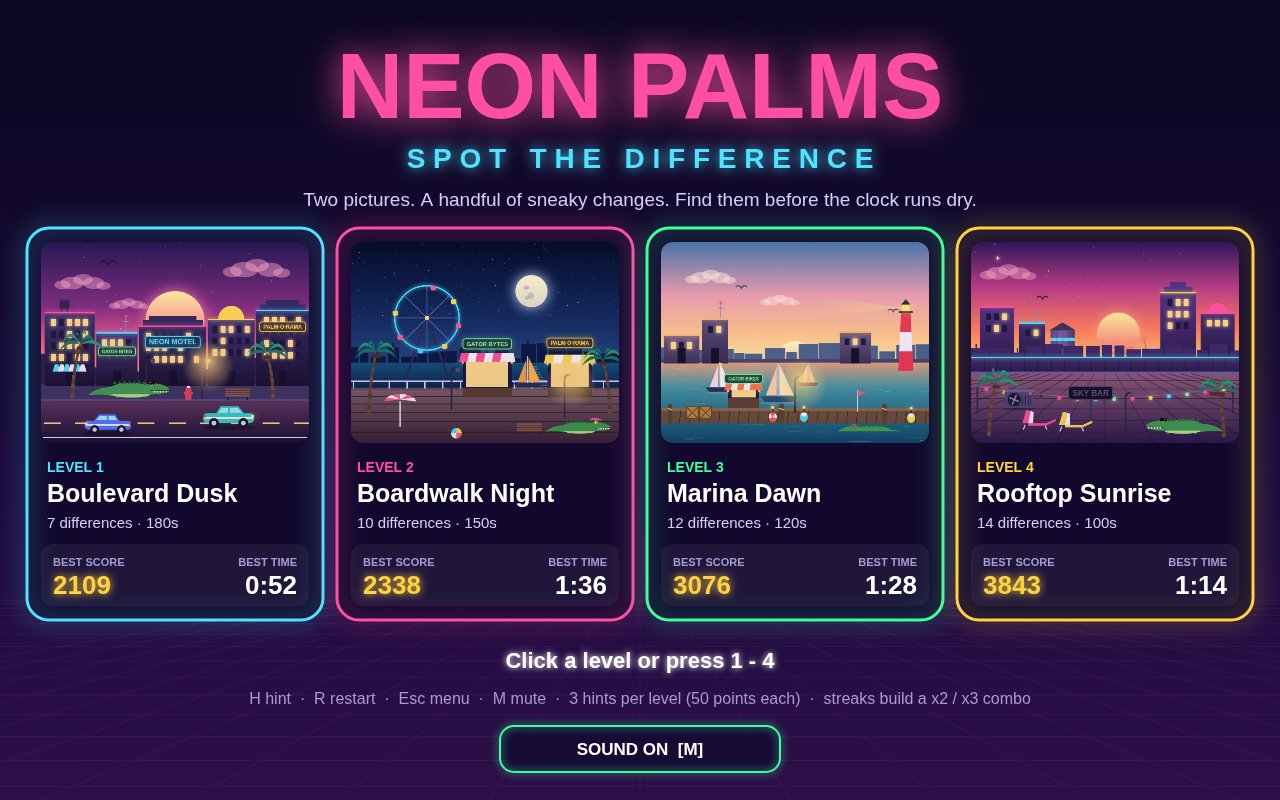 NEON PALMS
SPOT THE DIFFERENCE
Two pictures. A handful of sneaky changes. Find them before the clock runs dry.
GATOR BITES
NEON MOTEL
PALM-O-RAMA
LEVEL 1
Boulevard Dusk
7 differences · 180s
BEST SCORE
BEST TIME
2109
0:52
GATOR BYTES
PALM-O-RAMA
LEVEL 2
Boardwalk Night
10 differences · 150s
BEST SCORE
BEST TIME
2338
1:36
GATOR BIKES
LEVEL 3
Marina Dawn
12 differences · 120s
BEST SCORE
BEST TIME
3076
1:28
SKY BAR
LEVEL 4
Rooftop Sunrise
14 differences · 100s
BEST SCORE
BEST TIME
3843
1:14
Click a level or press 1 - 4
H hint · R restart · Esc menu · M mute · 3 hints per level (50 points each) · streaks build a x2 / x3 combo
SOUND ON [M]